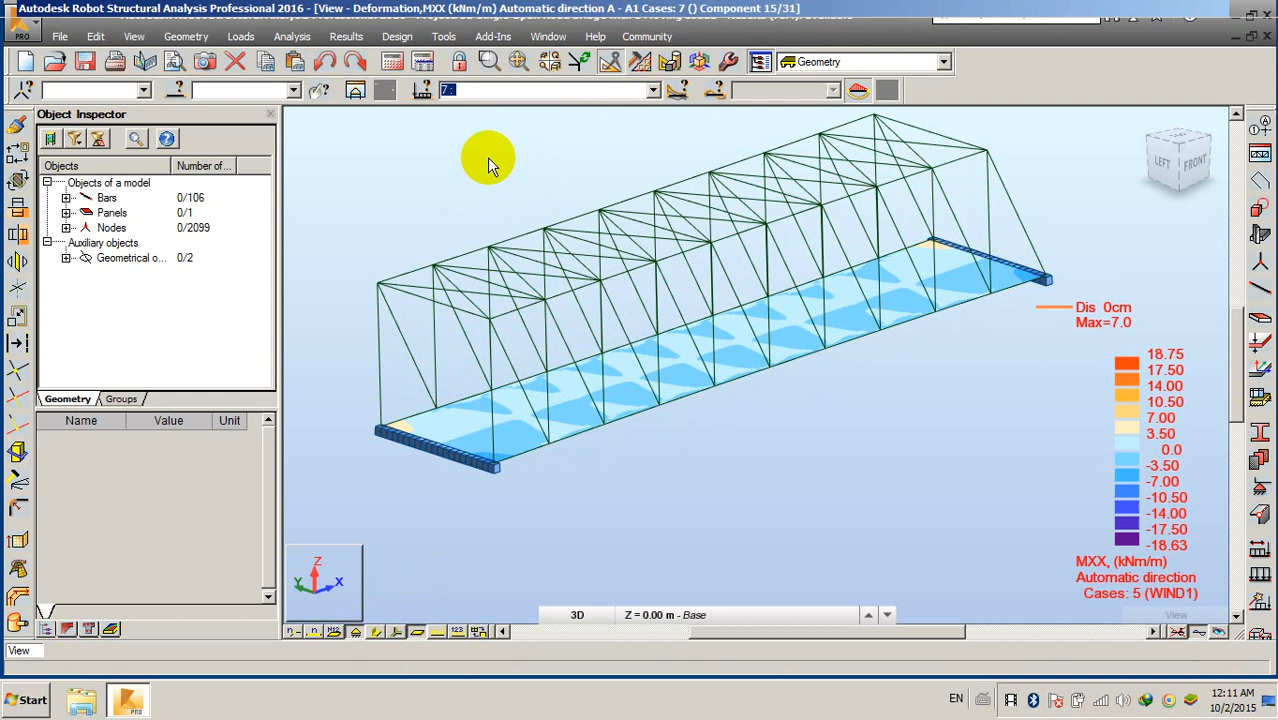 Autodesk Robot Structural Analysis Professional 2016 - [View - Deformation,MXX (kNm/m) Automatic direction A - A1 Cases: 7 () Component 15/31]
PRO
File Edit View Geometry Loads Analysis Results Design Tools Add-Ins Window Help Community
Geometry
7 :
Object Inspector
Objects Number of...
Objects of a model
Bars 0/106
Panels 0/1
Nodes 0/2099
Auxiliary objects
Geometrical o... 0/2
Geometry Groups
Name Value Unit
LEFT FRONT
Dis 0cm
Max=7.0
18.75
17.50
14.00
10.50
7.00
3.50
0.0
-3.50
-7.00
-10.50
-14.00
-17.50
-18.63
MXX, (kNm/m)
Automatic direction
Cases: 5 (WIND1)
Z
Y X
3D Z = 0.00 m - Base
View
View
Start
PRO
EN
12:11 AM
10/2/2015